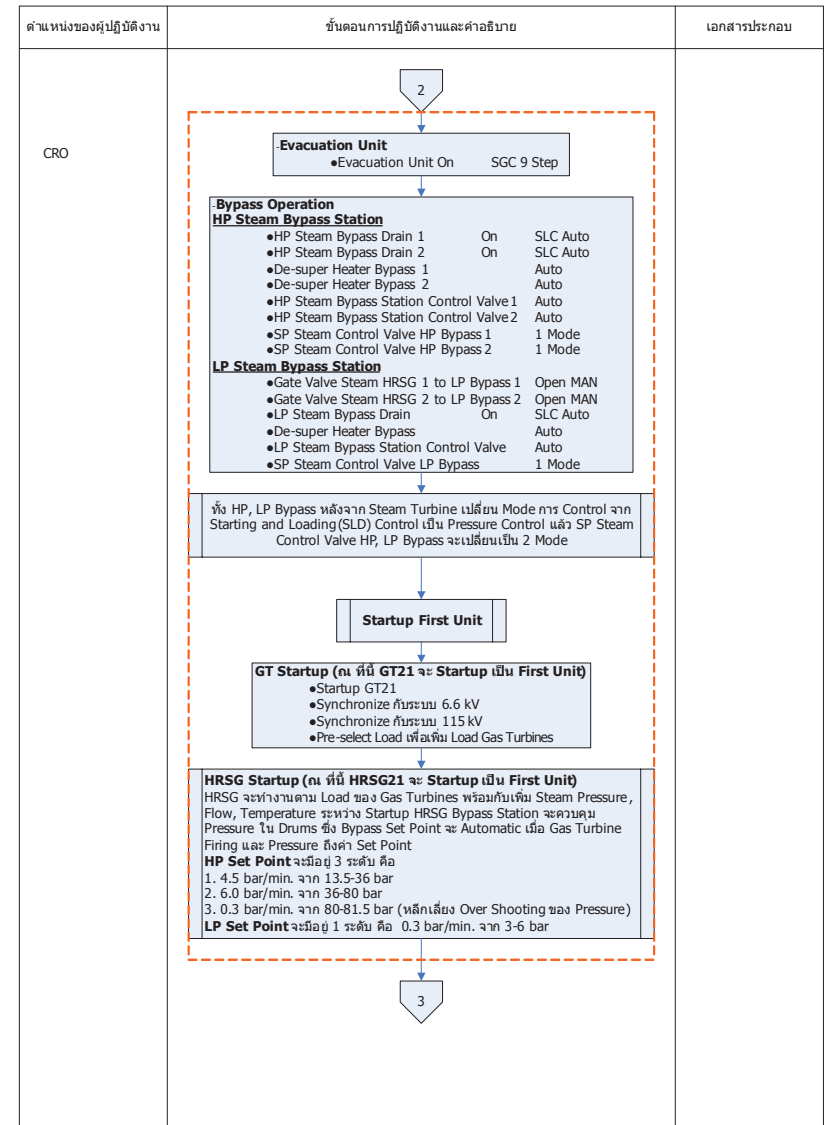 ตำแหน่งของผู้ปฏิบัติงาน
ขั้นตอนการปฏิบัติงานและคำอธิบาย
เอกสารประกอบ
2
CRO
-Evacuation Unit
●Evacuation Unit On SGC 9 Step
-Bypass Operation
HP Steam Bypass Station
●HP Steam Bypass Drain 1 On SLC Auto
●HP Steam Bypass Drain 2 On SLC Auto
●De-super Heater Bypass 1 Auto
●De-super Heater Bypass 2 Auto
●HP Steam Bypass Station Control Valve 1 Auto
●HP Steam Bypass Station Control Valve 2 Auto
●SP Steam Control Valve HP Bypass 1 1 Mode
●SP Steam Control Valve HP Bypass 2 1 Mode
LP Steam Bypass Station
●Gate Valve Steam HRSG 1 to LP Bypass 1 Open MAN
●Gate Valve Steam HRSG 2 to LP Bypass 2 Open MAN
●LP Steam Bypass Drain On SLC Auto
●De-super Heater Bypass Auto
●LP Steam Bypass Station Control Valve Auto
●SP Steam Control Valve LP Bypass 1 Mode
ทั้ง HP, LP Bypass หลังจาก Steam Turbine เปลี่ยน Mode การ Control จาก
Starting and Loading(SLD) Control เป็น Pressure Control แล้ว SP Steam
Control Valve HP, LP Bypass จะเปลี่ยนเป็น 2 Mode
Startup First Unit
GT Startup (ณ ที่นี้ GT21 จะ Startup เป็น First Unit)
●Startup GT21
●Synchronize กับระบบ 6.6 kV
●Synchronize กับระบบ 115 kV
●Pre-select Load เพื่อเพิ่ม Load Gas Turbines
HRSG Startup (ณ ที่นี้ HRSG21 จะ Startup เป็น First Unit)
HRSG จะทำงานตาม Load ของ Gas Turbines พร้อมกับเพิ่ม Steam Pressure,
Flow, Temperature ระหว่าง Startup HRSG Bypass Station จะควบคุม
Pressure ใน Drums ซึ่ง Bypass Set Point จะ Automatic เมื่อ Gas Turbine
Firing และ Pressure ถึงค่า Set Point
HP Set Point จะมีอยู่ 3 ระดับ คือ
1. 4.5 bar/min. จาก 13.5-36 bar
2. 6.0 bar/min. จาก 36-80 bar
3. 0.3 bar/min. จาก 80-81.5 bar (หลีกเลี่ยง Over Shooting ของ Pressure)
LP Set Point จะมีอยู่ 1 ระดับ คือ 0.3 bar/min. จาก 3-6 bar
3